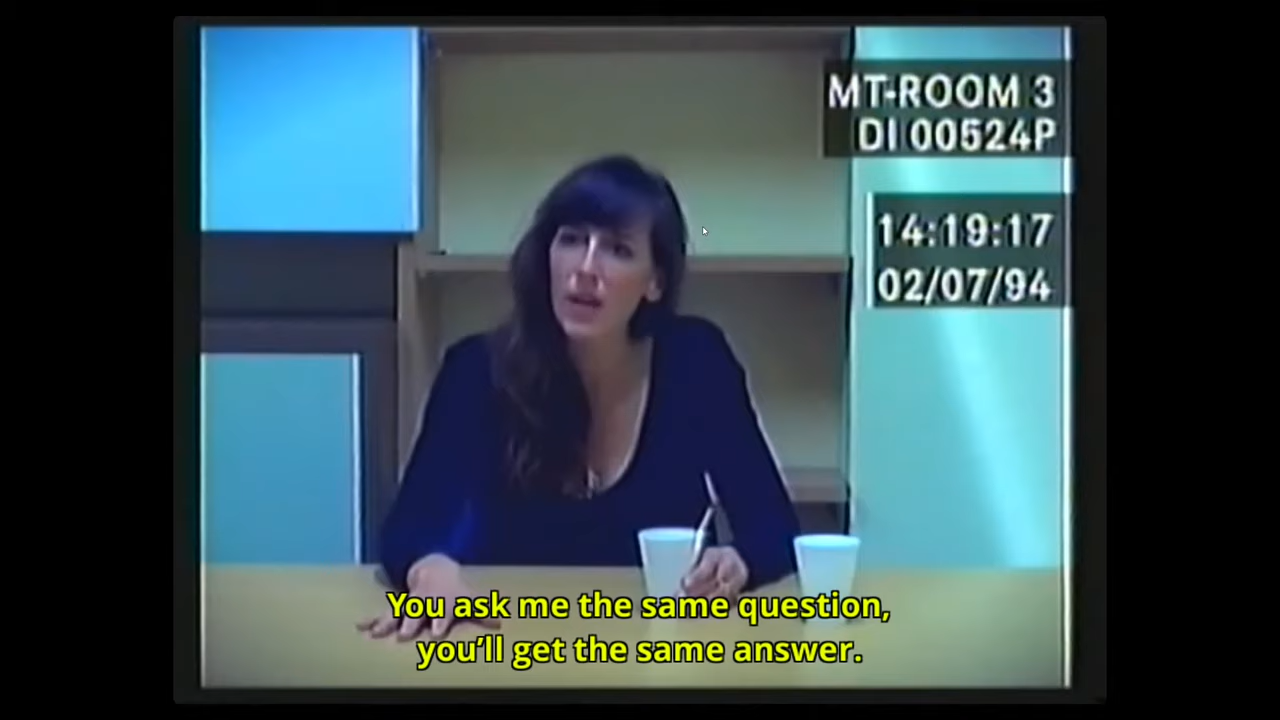 MT-ROOM 3
DI 00524P
14:19:17
02/07/94
You ask me the same question,
you’ll get the same answer.